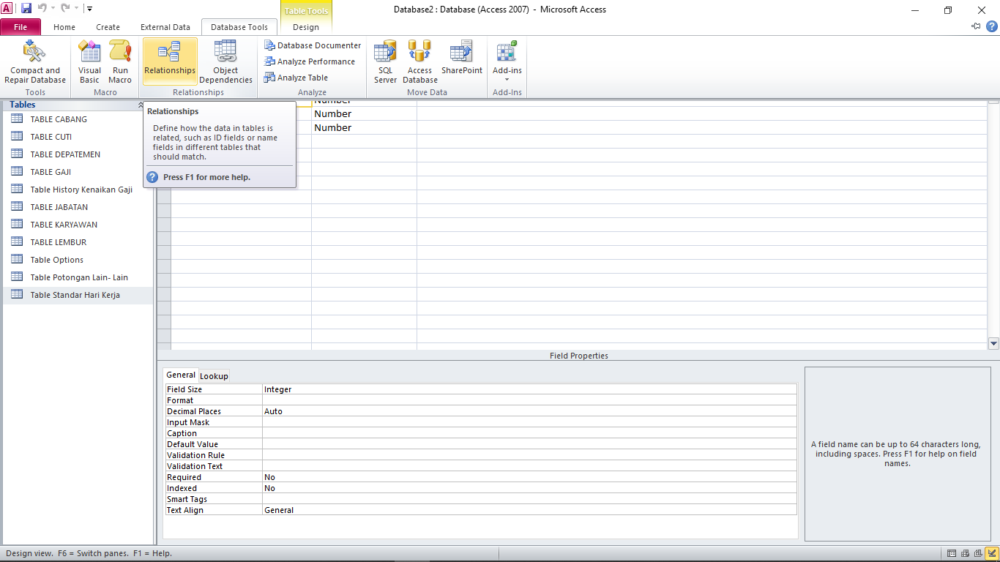 Database2 : Database (Access 2007)  -  Microsoft Access
Table Tools
File
Home
Create
External Data
Database Tools
Design
Compact and
Repair Database
Tools
Visual
Basic
Run
Macro
Macro
Relationships
Object
Dependencies
Relationships
Database Documenter
Analyze Performance
Analyze Table
Analyze
SQL
Server
Access
Database
SharePoint
Move Data
Add-ins
Add-Ins
Tables
TABLE CABANG
TABLE CUTI
TABLE DEPATEMEN
TABLE GAJI
Table History Kenaikan Gaji
TABLE JABATAN
TABLE KARYAWAN
TABLE LEMBUR
Table Options
Table Potongan Lain- Lain
Table Standar Hari Kerja
Relationships
Define how the data in tables is
related, such as ID fields or name
fields in different tables that
should match.
Press F1 for more help.
Number
Number
Number
Field Properties
General
Lookup
Field Size Integer
Format
Decimal Places Auto
Input Mask
Caption
Default Value
Validation Rule
Validation Text
Required No
Indexed No
Smart Tags
Text Align General
A field name can be up to 64 characters long,
including spaces. Press F1 for help on field
names.
Design view.  F6 = Switch panes.  F1 = Help.